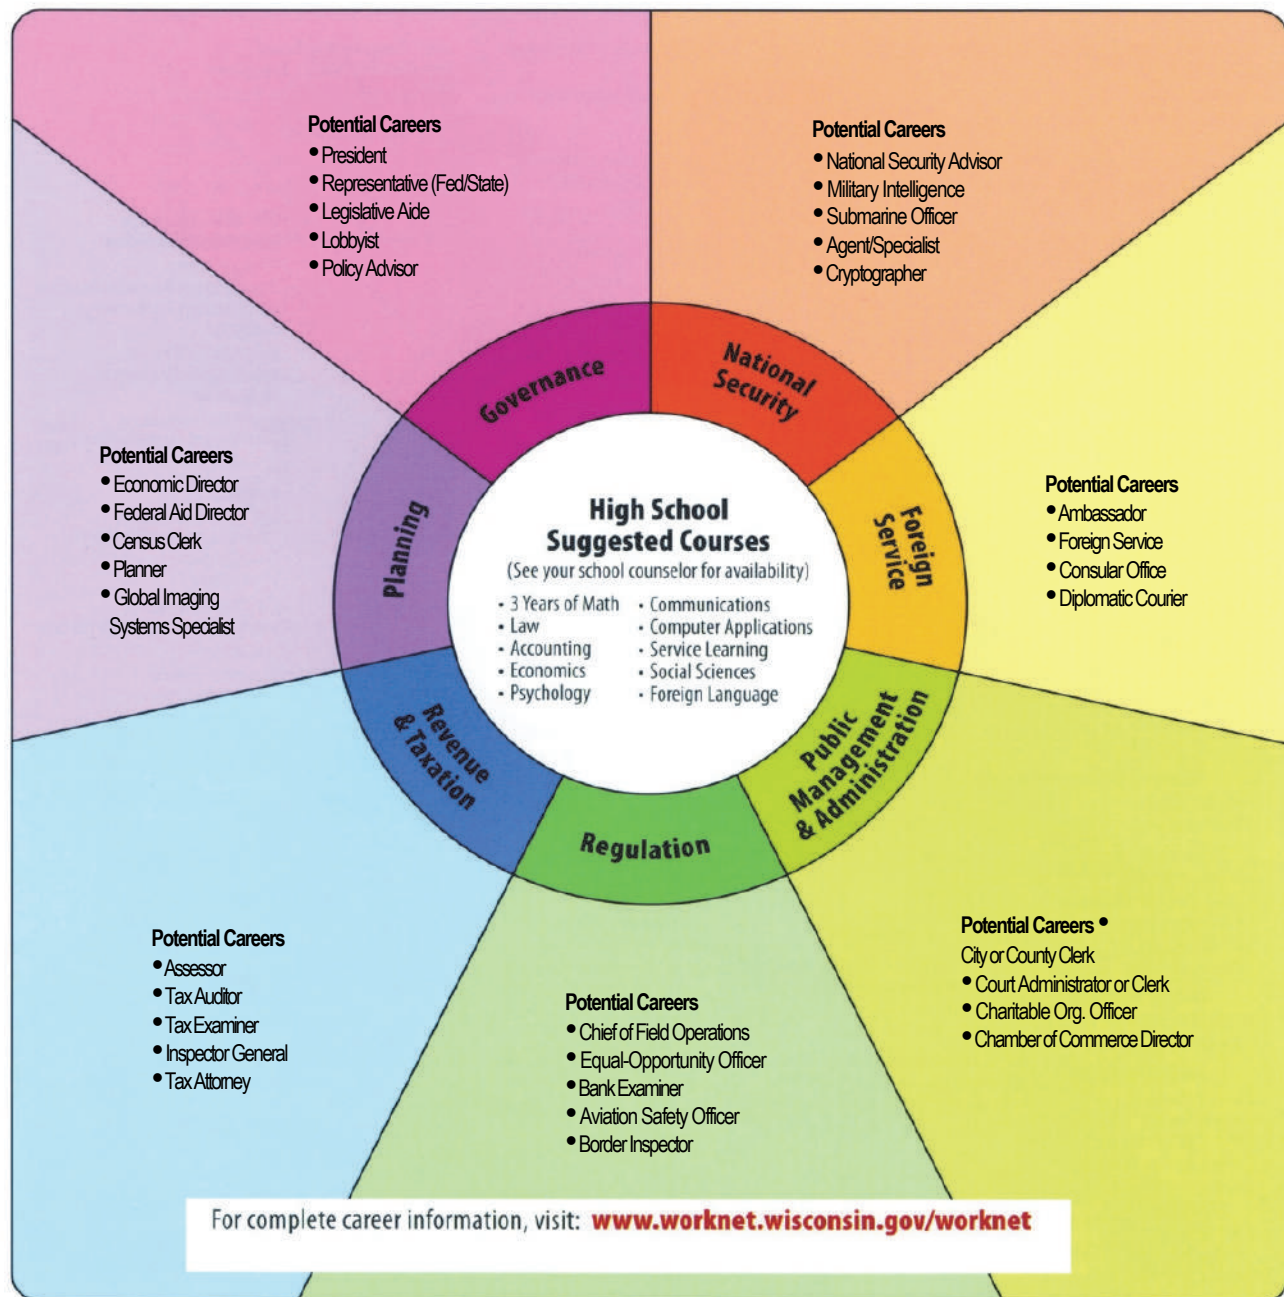 Potential Careers
• President
• Representative (Fed/State)
• Legislative Aide
• Lobbyist
• Policy Advisor
Potential Careers
• National Security Advisor
• Military Intelligence
• Submarine Officer
• Agent/Specialist
• Cryptographer
Governance
National
Security
Potential Careers
• Economic Director
• Federal Aid Director
• Census Clerk
• Planner
• Global Imaging
Systems Specialist
Planning
High School
Suggested Courses
(See your school counselor for availability)
• 3 Years of Math
• Law
• Accounting
• Economics
• Psychology
• Communications
• Computer Applications
• Service Learning
• Social Sciences
• Foreign Language
Foreign
Service
Potential Careers
• Ambassador
• Foreign Service
• Consular Office
• Diplomatic Courier
Revenue
& Taxation
Regulation
Public
Management
& Administration
Potential Careers
• Assessor
• Tax Auditor
• Tax Examiner
• Inspector General
• Tax Attorney
Potential Careers
• Chief of Field Operations
• Equal-Opportunity Officer
• Bank Examiner
• Aviation Safety Officer
• Border Inspector
Potential Careers •
City or County Clerk
• Court Administrator or Clerk
• Charitable Org. Officer
• Chamber of Commerce Director
For complete career information, visit: www.worknet.wisconsin.gov/worknet